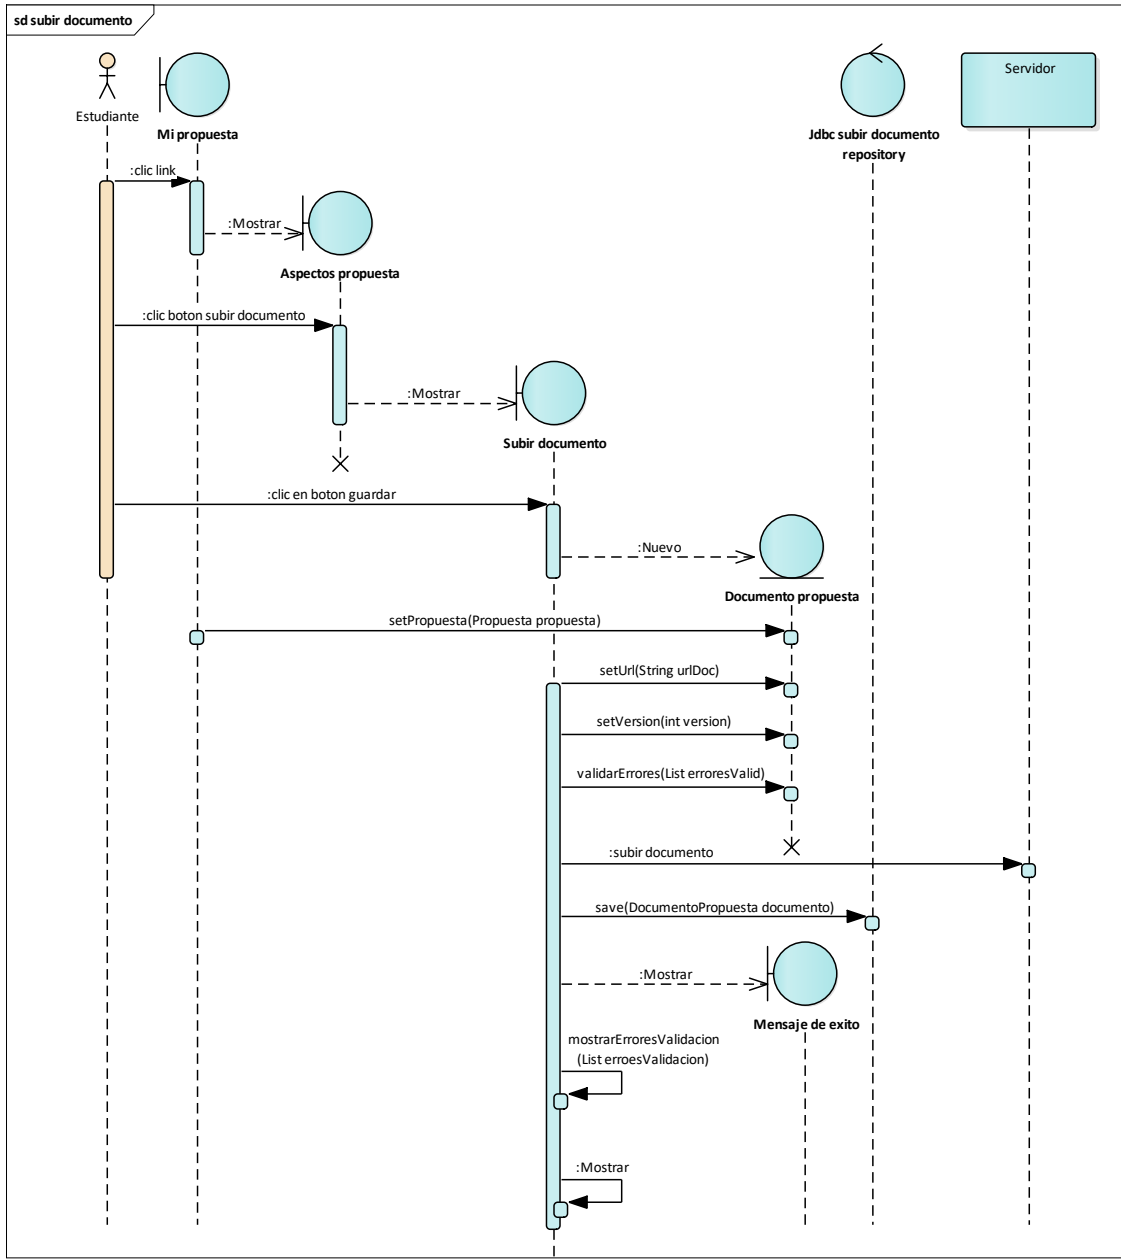 sd subir documento
Estudiante
Mi propuesta
Jdbc subir documento
repository
Servidor
:clic link
:Mostrar
Aspectos propuesta
:clic boton subir documento
:Mostrar
Subir documento
:clic en boton guardar
:Nuevo
Documento propuesta
setPropuesta(Propuesta propuesta)
setUrl(String urlDoc)
setVersion(int version)
validarErrores(List erroresValid)
:subir documento
save(DocumentoPropuesta documento)
:Mostrar
Mensaje de exito
mostrarErroresValidacion
(List erroesValidacion)
:Mostrar